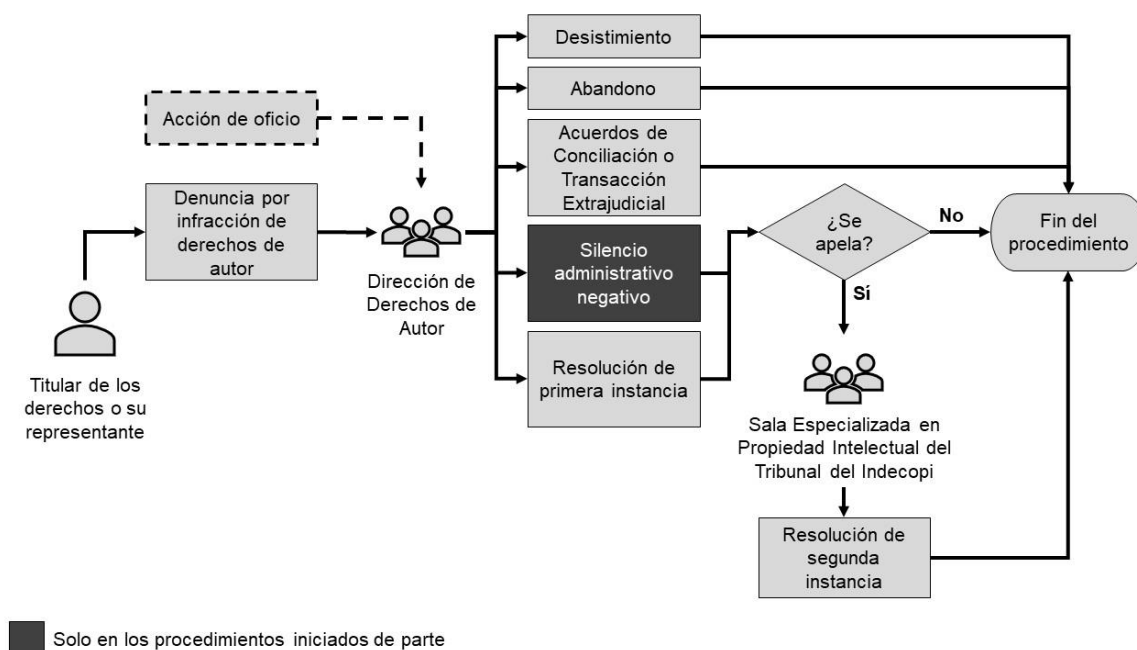 Desistimiento
Abandono
Acción de oficio
Acuerdos de
Conciliación o
Transacción
Extrajudicial
Denuncia por
infracción de
derechos de
autor
¿Se
apela?
No
Fin del
procedimiento
Silencio
administrativo
negativo
Dirección de
Derechos de
Autor
Sí
Resolución de
primera instancia
Titular de los
derechos o su
representante
Sala Especializada en
Propiedad Intelectual del
Tribunal del Indecopi
Resolución de
segunda
instancia
Solo en los procedimientos iniciados de parte